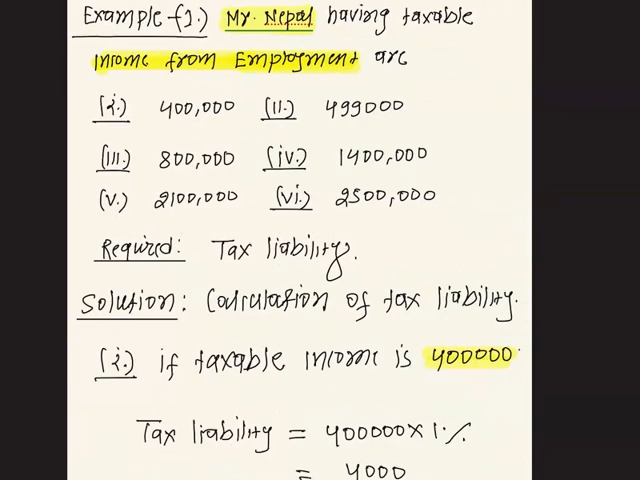 Example-(1.) Mr. Nepal having taxable
income from Employment are
(i.) 400,000 (ii.) 499000
(iii.) 800,000 (iv.) 1400,000
(v.) 2100,000 (vi.) 2500,000
Required: Tax liability.
Solution: Calculation of tax liability.
(i.) if taxable income is 400000
Tax liability = 400000 × 1%
= 4000